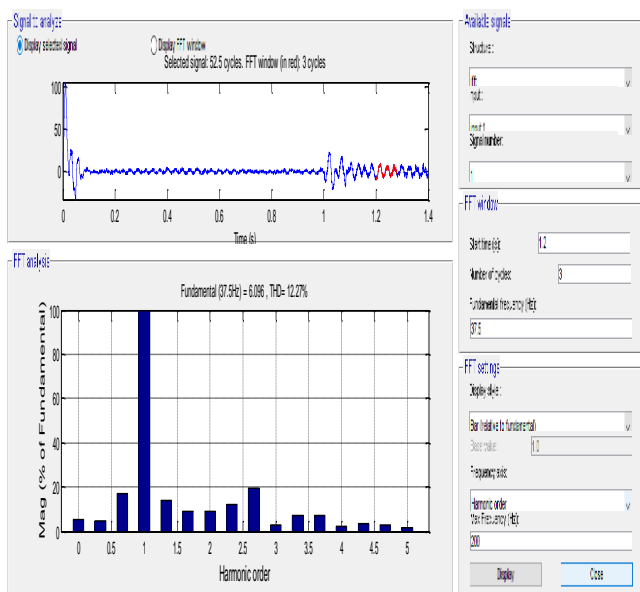 Signal to analyze
Display selected signal
Display FFT window
Selected signal: 52.5 cycles. FFT window (in red): 3 cycles
100
50
0
0 0.2 0.4 0.6 0.8 1 1.2 1.4
Time (s)
FFT analysis
Fundamental (37.5Hz) = 6.096 , THD= 12.27%
Mag (% of Fundamental)
100
80
60
40
20
0
0 0.5 1 1.5 2 2.5 3 3.5 4 4.5 5
Harmonic order
Available signals
Structure :
Input :
input 1
Signal number:
1
FFT window
Start time (s): 1.2
Number of cycles: 3
Fundamental frequency (Hz):
37.5
FFT settings
Display style :
Bar (relative to fundamental)
Base value: 1.0
Frequency axis:
Harmonic order
Max Frequency (Hz):
200
Display
Close